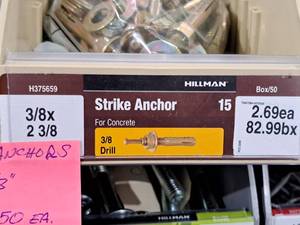 HILLMAN
H375659
Box/50
3/8x
2 3/8
Strike Anchor 15
For Concrete
3/8
Drill
2.69ea
82.99bx
ANCHORS
50 EA.